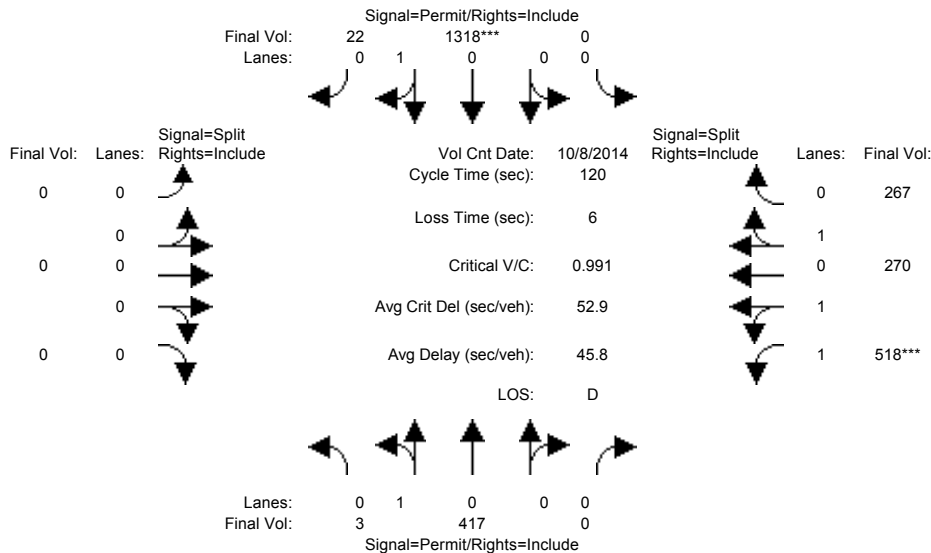 Signal=Permit/Rights=Include
Final Vol: 22 1318*** 0
Lanes: 0 1 0 0 0
Signal=Split Signal=Split
Final Vol: Lanes: Rights=Include Vol Cnt Date: 10/8/2014 Rights=Include Lanes: Final Vol:
Cycle Time (sec): 120
0 0 0 267
Loss Time (sec): 6
0 1
0 0 Critical V/C: 0.991 0 270
0 Avg Crit Del (sec/veh): 52.9 1
0 0 Avg Delay (sec/veh): 45.8 1 518***
LOS: D
Lanes: 0 1 0 0 0
Final Vol: 3 417 0
Signal=Permit/Rights=Include